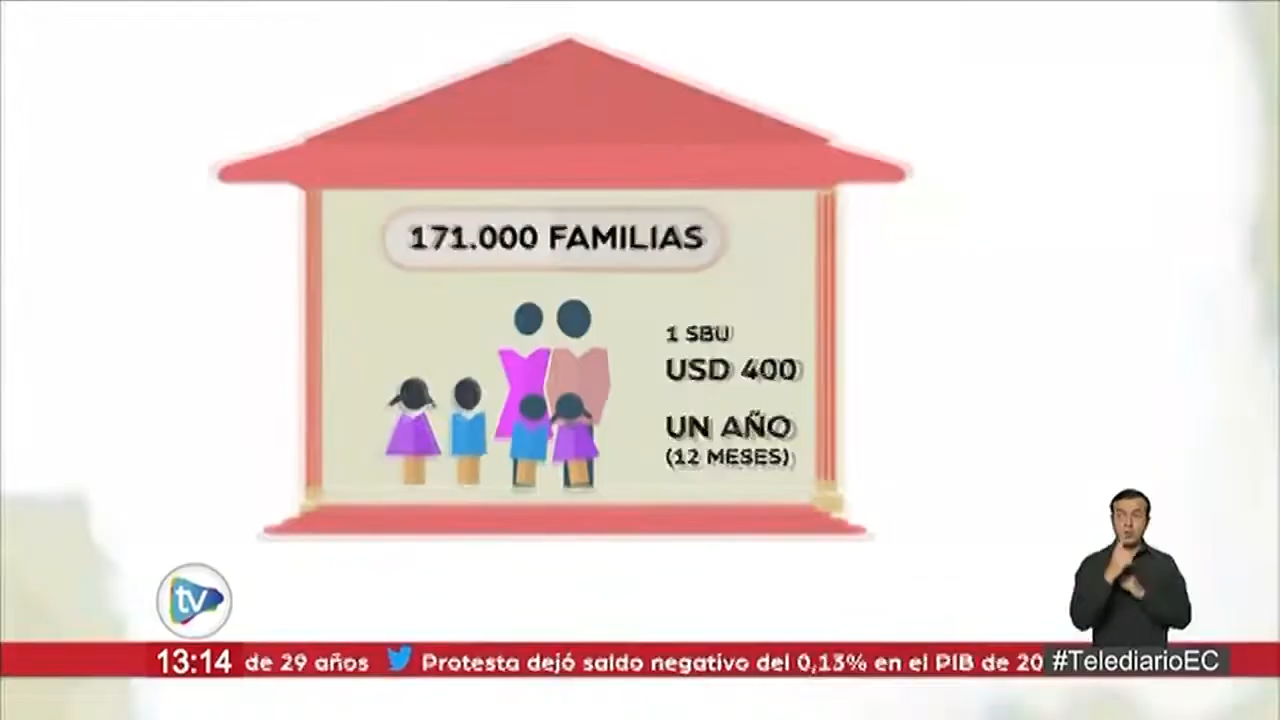 171.000 FAMILIAS
1 SBU
USD 400
UN AÑO
(12 MESES)
tv
13:14 de 29 años Protesta dejó saldo negativo del 0,13% en el PIB de 20 #TelediarioEC